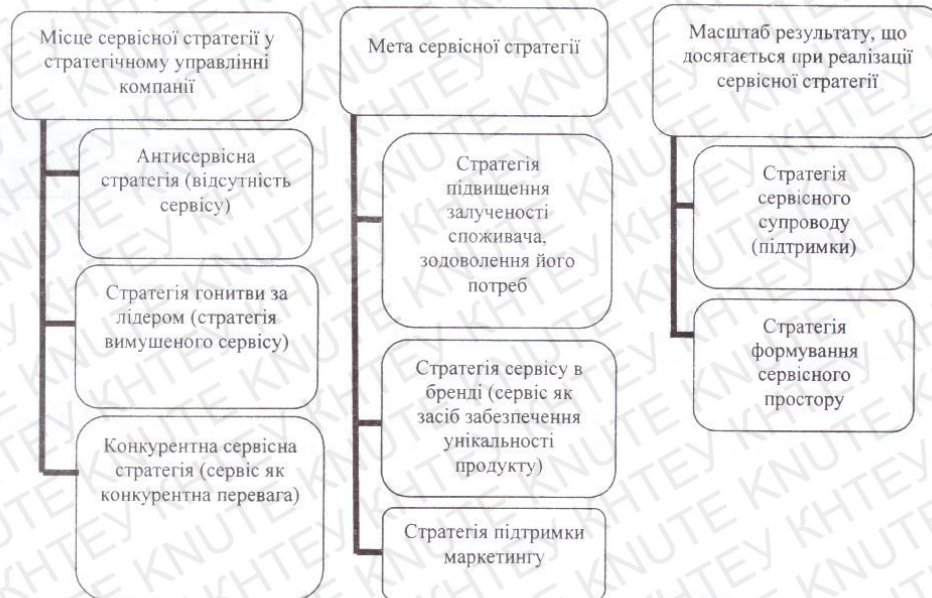 Місце сервісної стратегії у
стратегічному управлінні
компанії
Антисервісна
стратегія (відсутність
сервісу)
Стратегія гонитви за
лідером (стратегія
вимушеного сервісу)
Конкурентна сервісна
стратегія (сервіс як
конкурентна перевага)
Мета сервісної стратегії
Стратегія
підвищення
залученості
споживача,
зодоволення його
потреб
Стратегія сервісу в
бренді (сервіс як
засіб забезпечення
унікальності
продукту)
Стратегія підтримки
маркетингу
Масштаб результату, що
досягається при реалізації
сервісної стратегії
Стратегія
сервісного
супроводу
(підтримки)
Стратегія
формування
сервісного
простору
KNUTE КНТЕУ